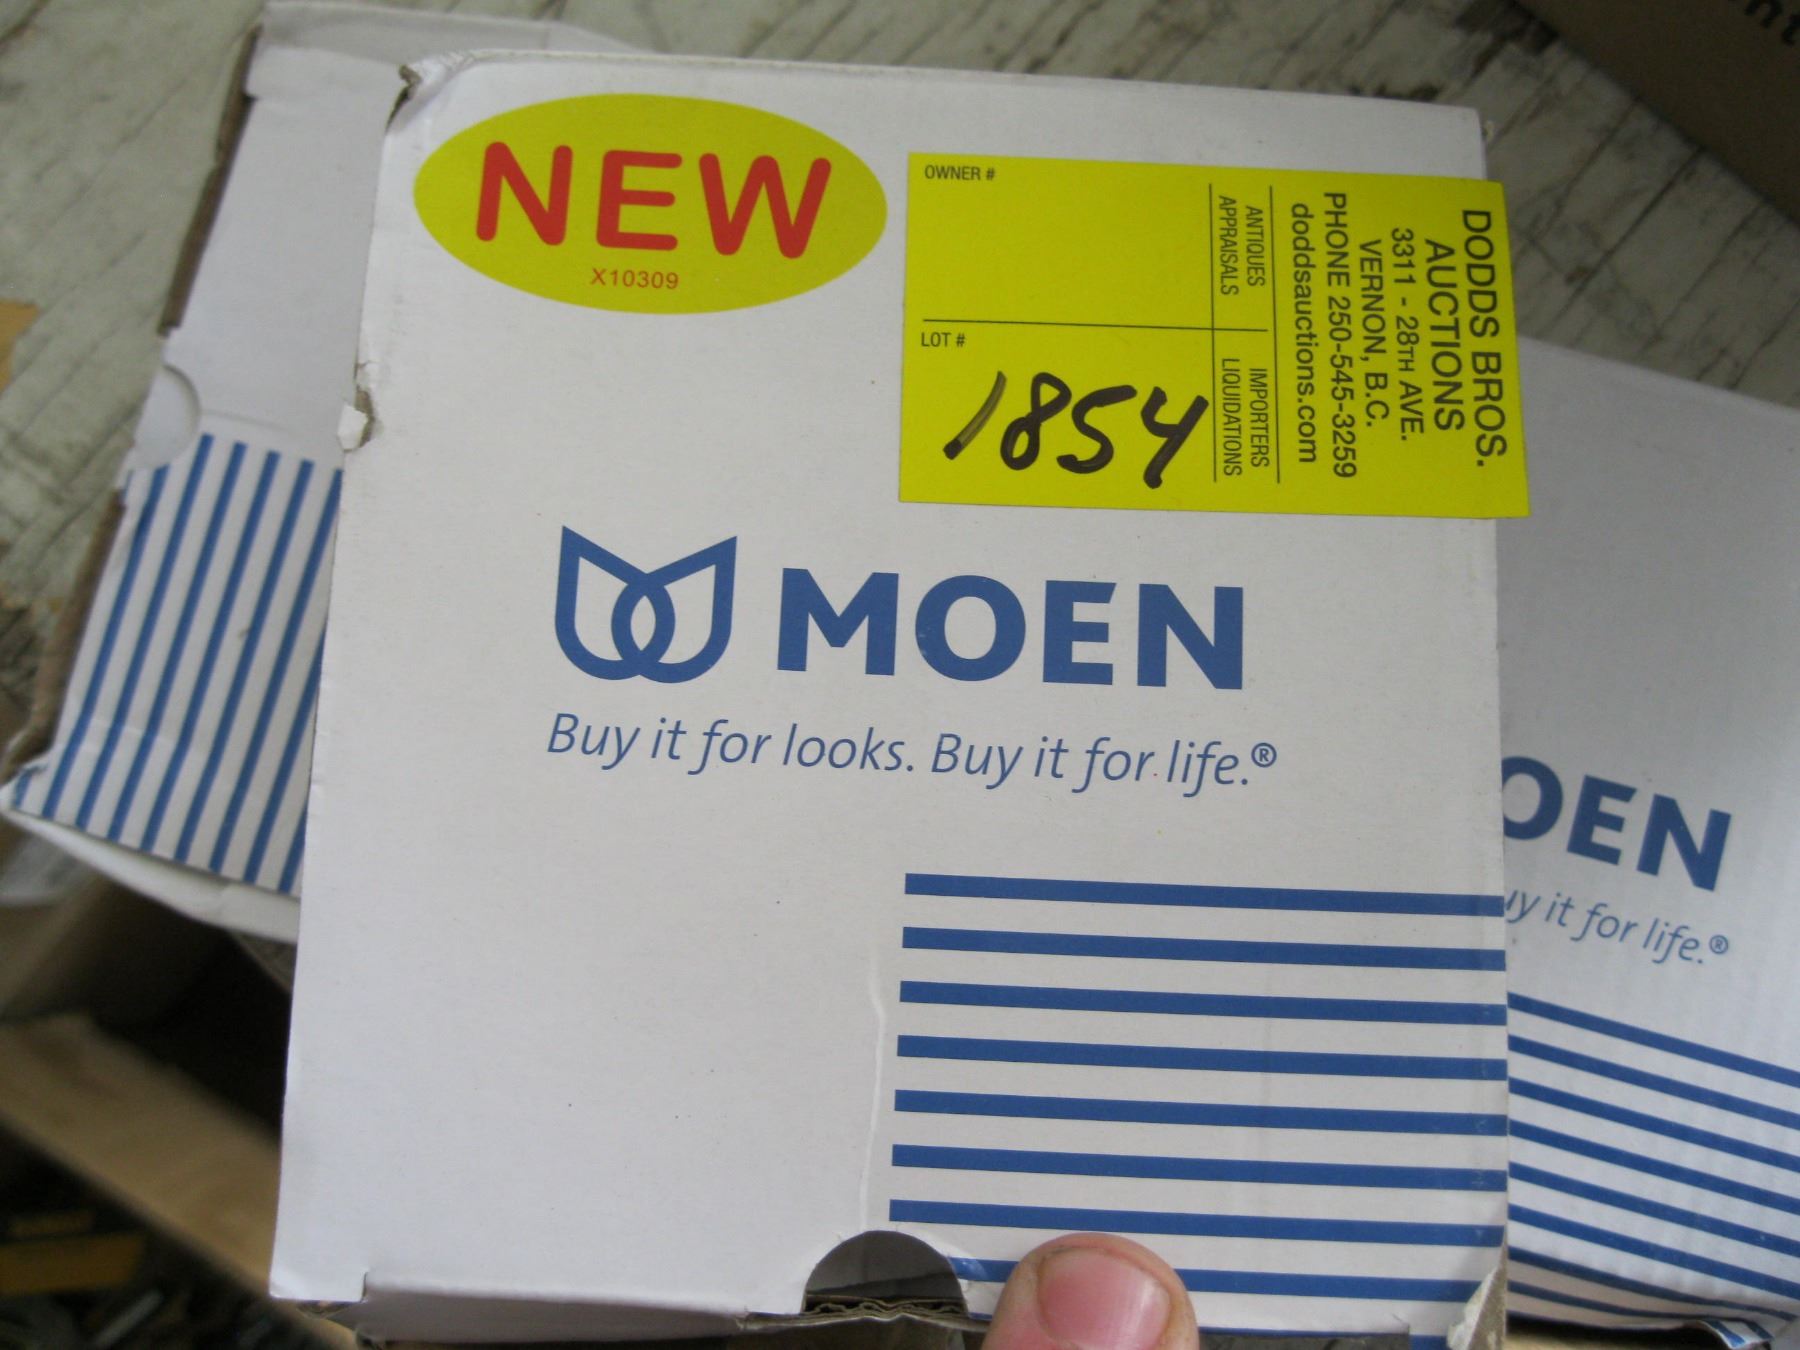 NEW
X10309
OWNER #
ANTIQUES
APPRAISALS
LOT #
1854
IMPORTERS
LIQUIDATIONS
DODDS BROS.
AUCTIONS
3311 - 28TH AVE.
VERNON, B.C.
PHONE 250-545-3259
doddsauctions.com
MOEN
Buy it for looks. Buy it for life.®
OEN
uy it for life.®